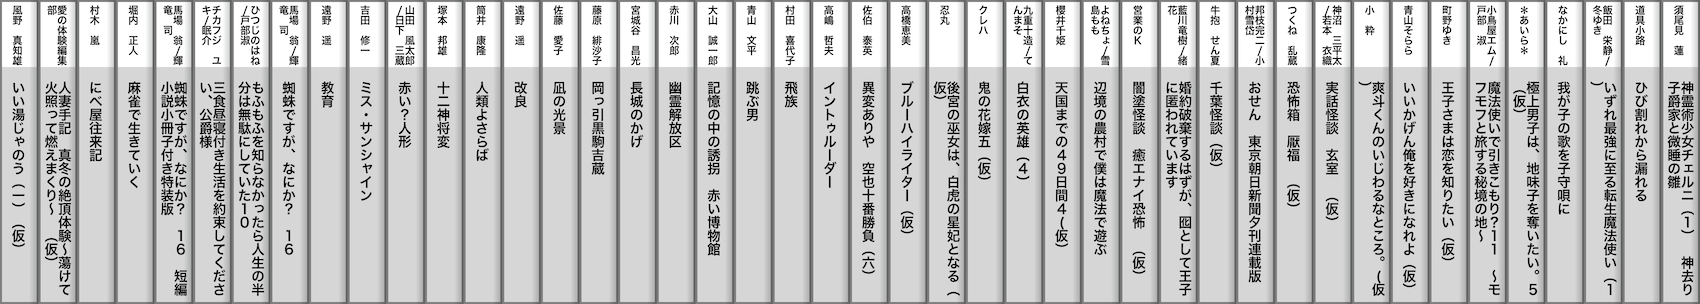 須尾見 蓮
神霊術少女チェルニ（１） 神去り
子爵家と微睡の雛
道具小路
ひび割れから漏れる
なかにし 礼
我が子の歌を子守唄に
飯田 栄静/
冬ゆき
いずれ最強に至る転生魔法使い（１
）
＊あいら＊
極上男子は、地味子を奪いたい。５
（仮）
小鳥屋エム/
戸部 淑
魔法使いで引きこもり？１１ ～モ
フモフと旅する秘境の地～
町野ゆき
王子さまは恋を知りたい（仮）
青山そらら
いいかげん俺を好きになれよ（仮）
小 粋
爽斗くんのいじわるなところ。（仮
）
神沼 三平太
/若本 衣織
実話怪談 玄室 （仮）
つくね 乱蔵
恐怖箱 厭福 （仮）
邦枝完二/小
村雪岱
おせん 東京朝日新聞夕刊連載版
牛抱 せん夏
千葉怪談（仮）
藍川竜樹/緒
花
婚約破棄するはずが、囮として王子
に匿われています
営業のＫ
闇塗怪談 癒エナイ恐怖 （仮）
よねちょ/雪
島もも
辺境の農村で僕は魔法で遊ぶ
櫻井千姫
天国までの４９日間４（仮）
九重十造/て
んまそ
白衣の英雄（４）
クレハ
鬼の花嫁五（仮）
忍丸
後宮の巫女は、白虎の星妃となる（
仮）
高橋恵美
ブルーハイライター（仮）
佐伯 泰英
異変ありや 空也十番勝負（六）
高嶋 哲夫
イントゥルーダー
村田 喜代子
飛族
青山 文平
跳ぶ男
大山 誠一郎
記憶の中の誘拐 赤い博物館
赤川 次郎
幽霊解放区
宮城谷 昌光
長城のかげ
藤原 緋沙子
岡っ引黒駒吉蔵
佐藤 愛子
凪の光景
遠野 遥
改良
筒井 康隆
人類よさらば
塚本 邦雄
十二神将変
山田 風太郎
/日下 三蔵
赤い？人形
吉田 修一
ミス・サンシャイン
遠野 遥
教育
馬場 翁/輝
竜 司
蜘蛛ですが、なにか？ １６
ひつじのはね
/戸部淑
もふもふを知らなかったら人生の半
分は無駄にしていた１０
チカフジ ユ
キ/眠介
三食昼寝付き生活を約束してくださ
い、公爵様
馬場 翁/輝
竜 司
蜘蛛ですが、なにか？ １６ 短編
小説小冊子付き特装版
堀内 正人
麻雀で生きていく
村木 嵐
にべ屋往来記
愛の体験編集
部
人妻手記 真冬の絶頂体験～蕩けて
火照って燃えまくり～ （仮）
風野 真知雄
いい湯じゃのう（一）（仮）